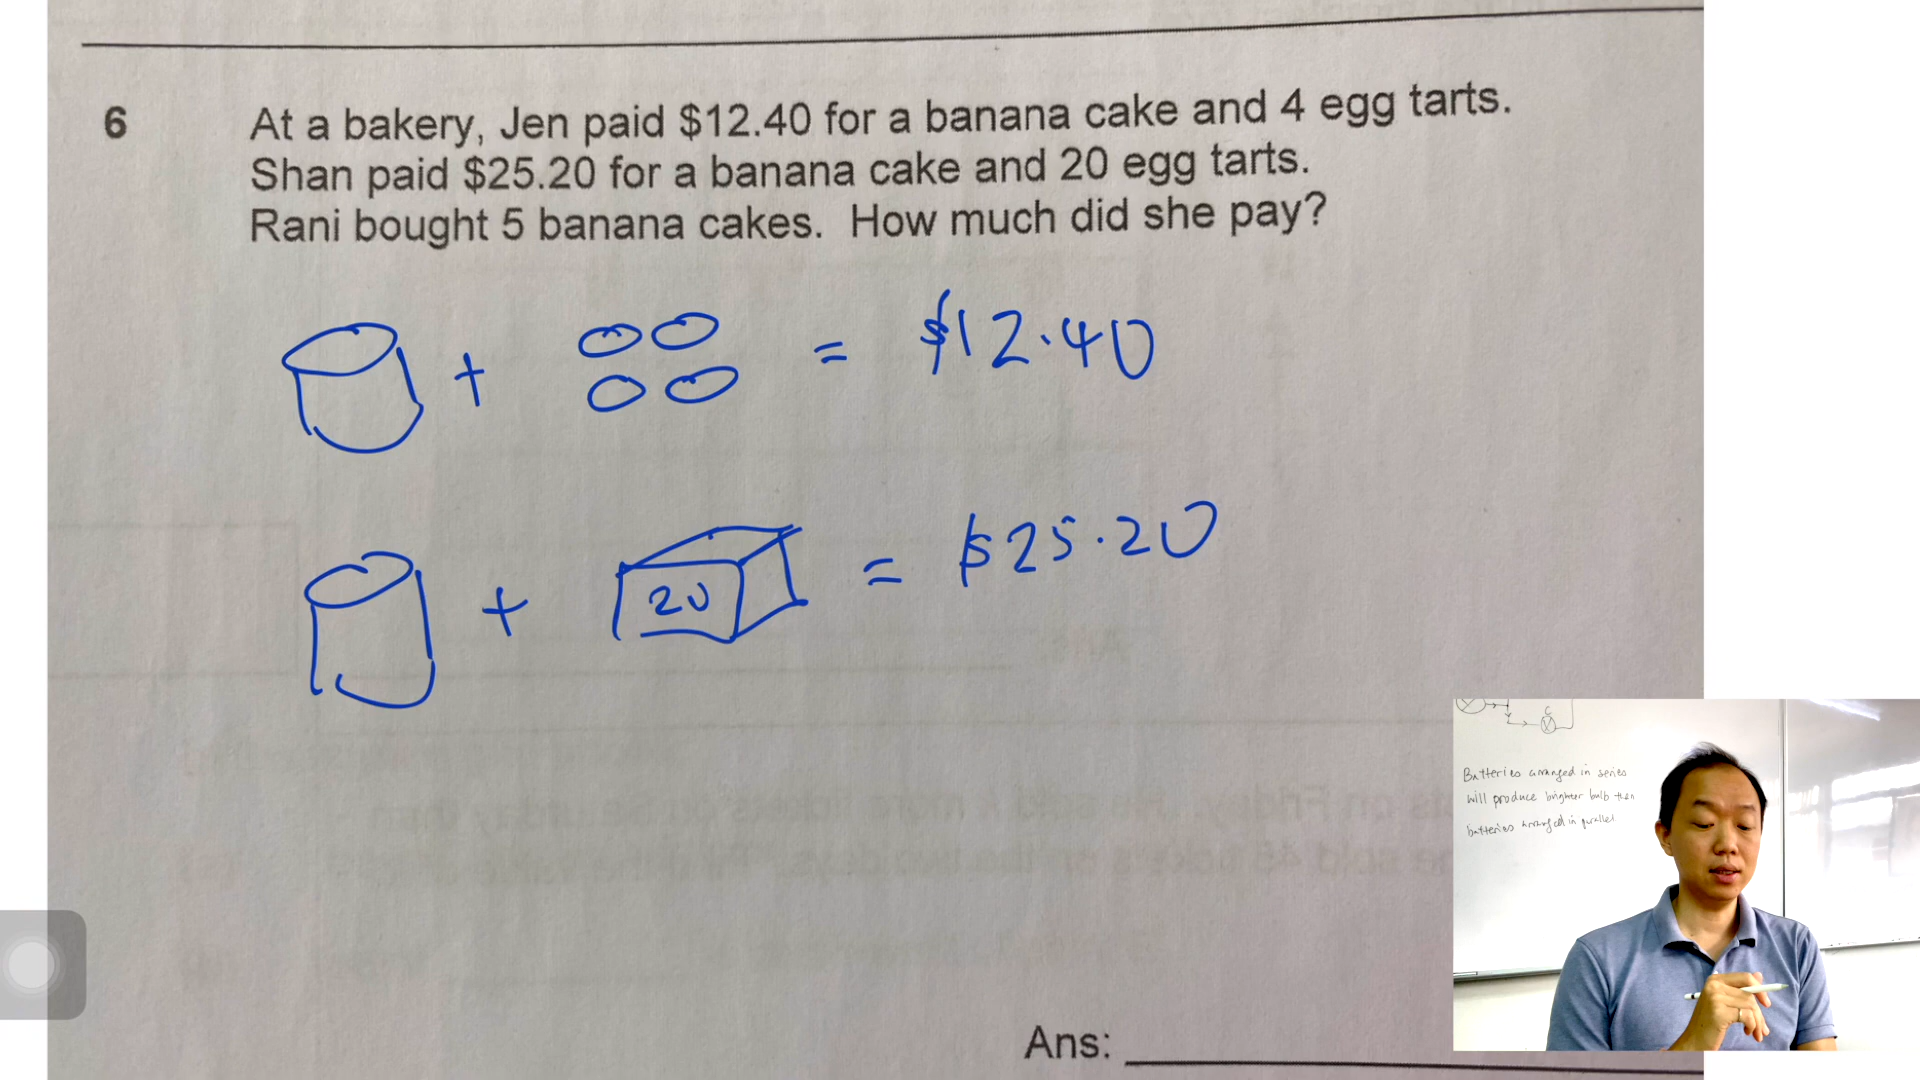 6 At a bakery, Jen paid $12.40 for a banana cake and 4 egg tarts.
Shan paid $25.20 for a banana cake and 20 egg tarts.
Rani bought 5 banana cakes. How much did she pay?
+ = $12.40
+ 20 = $25.20
C
Batteries arranged in series
will produce brighter bulb than
batteries arranged in parallel
Ans: